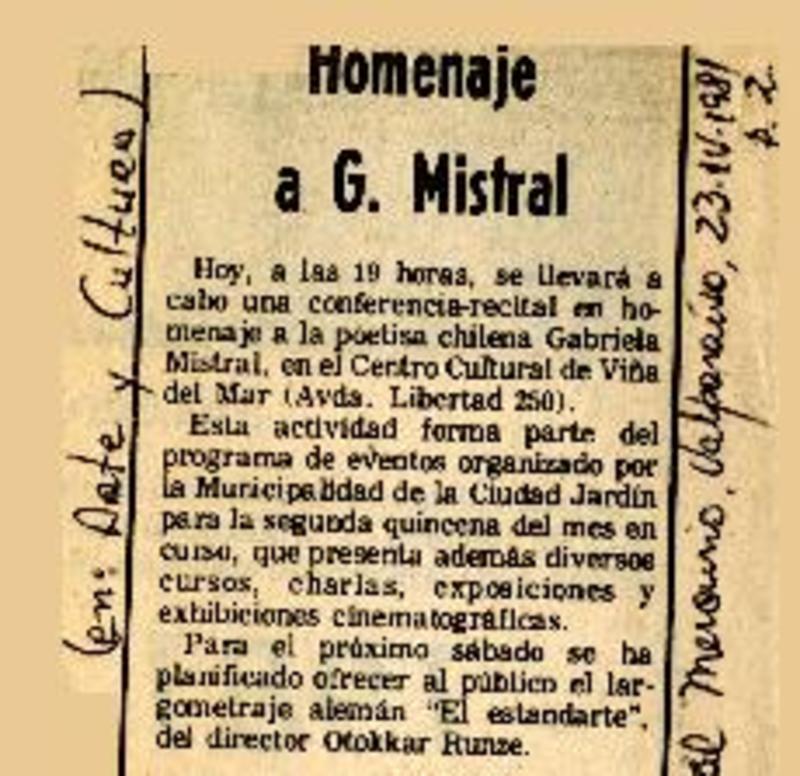 Homenaje
a G. Mistral
Hoy, a las 19 horas, se llevará a
cabo una conferencia-recital en ho-
menaje a la poetisa chilena Gabriela
Mistral, en el Centro Cultural de Viña
del Mar (Avda. Libertad 250).
Esta actividad forma parte del
programa de eventos organizado por
la Municipalidad de la Ciudad Jardín
para la segunda quincena del mes en
curso, que presenta además diversos
cursos, charlas, exposiciones y
exhibiciones cinematográficas.
Para el próximo sábado se ha
planificado ofrecer al público el lar-
gometraje alemán "El estandarte",
del director Otokkar Runze.
(en: Arte y Cultura)
Mercurio, Valparaíso, 23-IV-1981
p. 2.